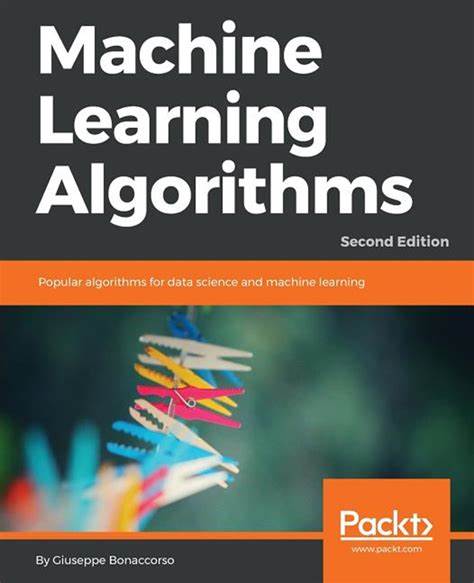 Machine
Learning
Algorithms
Second Edition
Popular algorithms for data science and machine learning
Packt>
www.packt.com
By Giuseppe Bonaccorso